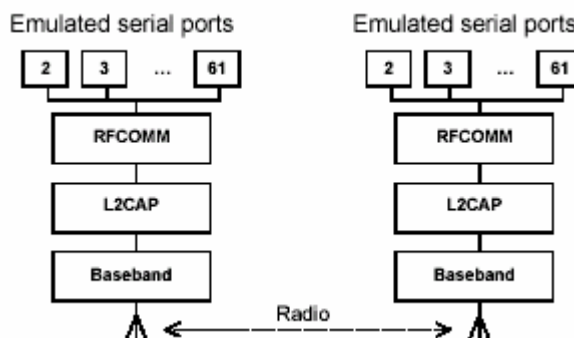 Emulated serial ports Emulated serial ports
2 3 ... 61 2 3 ... 61
RFCOMM RFCOMM
L2CAP L2CAP
Baseband Baseband
Radio